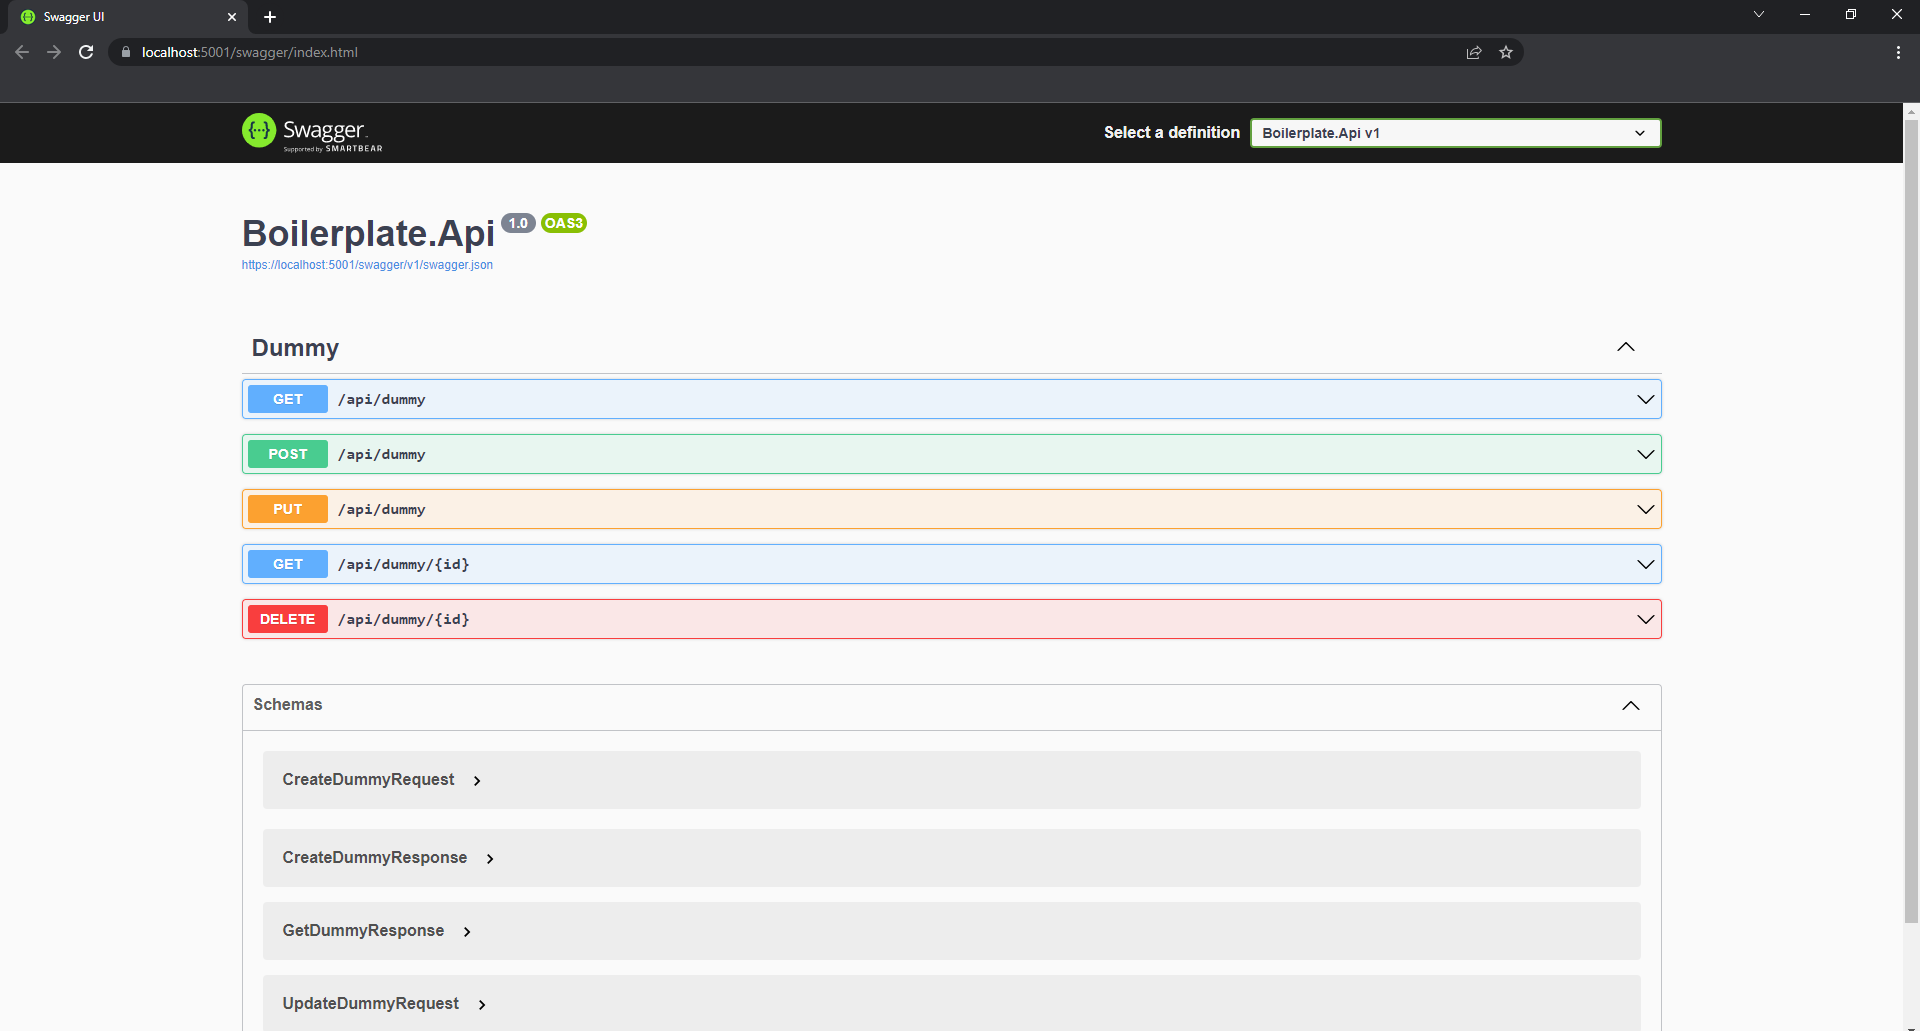 Swagger UI
localhost:5001/swagger/index.html
Swagger
Supported by SMARTBEAR
Select a definition
Boilerplate.Api v1
Boilerplate.Api 1.0 OAS3
https://localhost:5001/swagger/v1/swagger.json
Dummy
GET /api/dummy
POST /api/dummy
PUT /api/dummy
GET /api/dummy/{id}
DELETE /api/dummy/{id}
Schemas
CreateDummyRequest
CreateDummyResponse
GetDummyResponse
UpdateDummyRequest